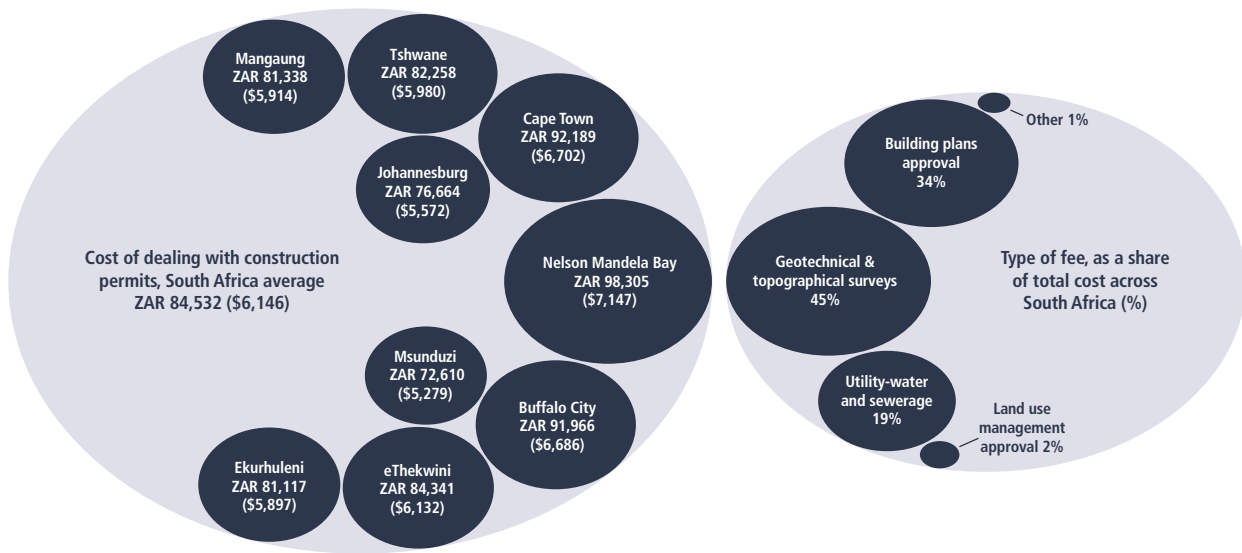 Mangaung
ZAR 81,338
($5,914)
Tshwane
ZAR 82,258
($5,980)
Cape Town
ZAR 92,189
($6,702)
Johannesburg
ZAR 76,664
($5,572)
Cost of dealing with construction
permits, South Africa average
ZAR 84,532 ($6,146)
Nelson Mandela Bay
ZAR 98,305
($7,147)
Msunduzi
ZAR 72,610
($5,279)
Buffalo City
ZAR 91,966
($6,686)
Ekurhuleni
ZAR 81,117
($5,897)
eThekwini
ZAR 84,341
($6,132)
Other 1%
Building plans
approval
34%
Geotechnical &
topographical surveys
45%
Type of fee, as a share
of total cost across
South Africa (%)
Utility-water
and sewerage
19%
Land use
management
approval 2%